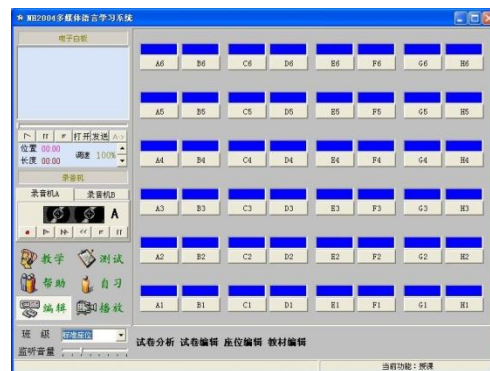 WE2004多媒体语言学习系统
电子白板
打开 发送 A->
位置 00:00
长度 00:00
调速 100%
录音机
录音机A 录音机B
A
教学 测试
帮助 自习
编辑 播放
班 级 标准座位
监听音量
A6 B6 C6 D6 E6 F6 G6 H6
A5 B5 C5 D5 E5 F5 G5 H5
A4 B4 C4 D4 E4 F4 G4 H4
A3 B3 C3 D3 E3 F3 G3 H3
A2 B2 C2 D2 E2 F2 G2 H2
A1 B1 C1 D1 E1 F1 G1 H1
试卷分析 试卷编辑 座位编辑 教材编辑
当前功能：授课